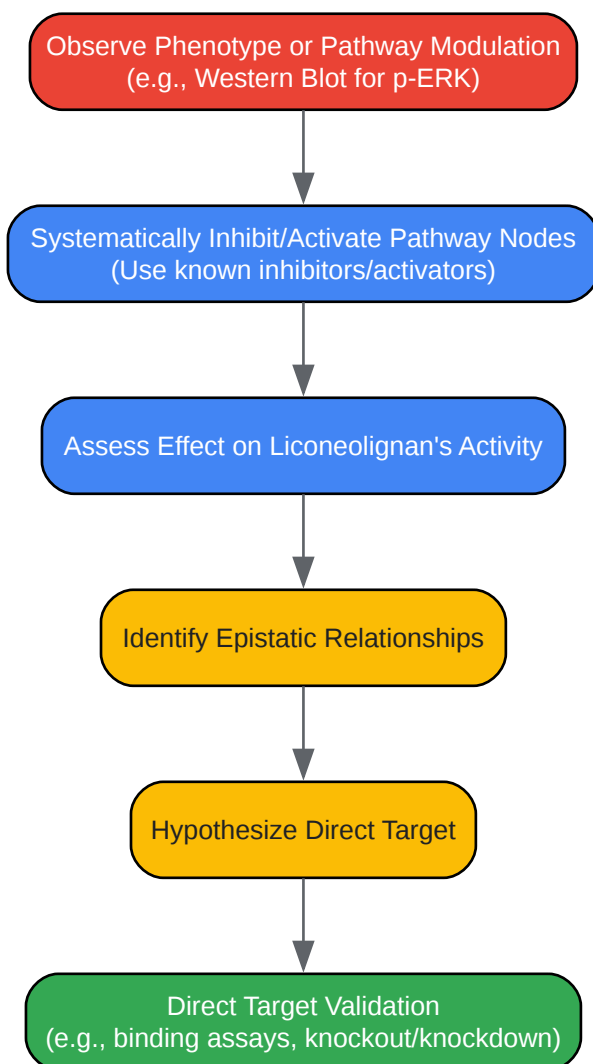 Observe Phenotype or Pathway Modulation
(e.g., Western Blot for p-ERK)
Systematically Inhibit/Activate Pathway Nodes
(Use known inhibitors/activators)
Assess Effect on Liconeolignan's Activity
Identify Epistatic Relationships
Hypothesize Direct Target
Direct Target Validation
(e.g., binding assays, knockout/knockdown)